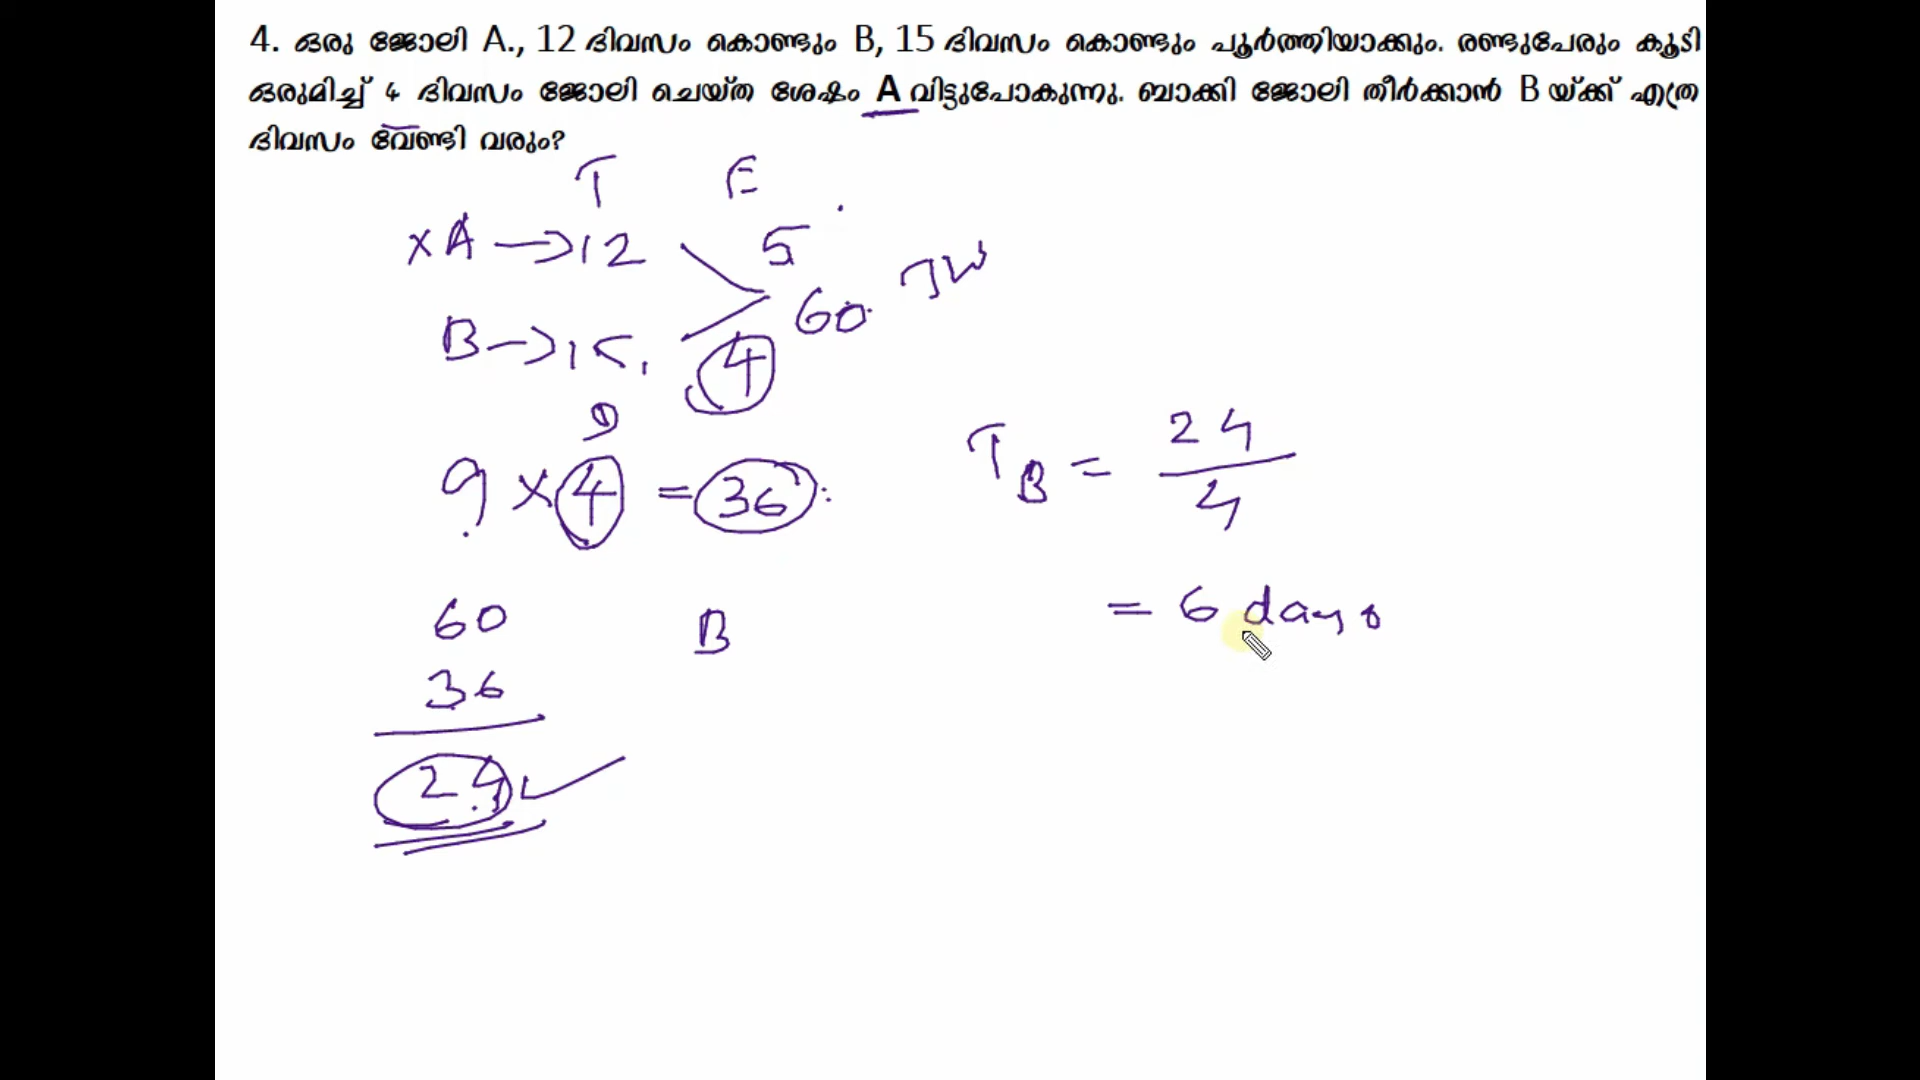 4. ഒരു ജോലി A., 12 ദിവസം കൊണ്ടും B, 15 ദിവസം കൊണ്ടും പൂർത്തിയാക്കും. രണ്ടുപേരും കൂടി
ഒരുമിച്ച് 4 ദിവസം ജോലി ചെയ്ത ശേഷം A വിട്ടുപോകുന്നു. ബാക്കി ജോലി തീർക്കാൻ B യ്ക്ക് എത്ര
ദിവസം വേണ്ടി വരും?
T E
x A → 12 5
60 TW
B → 15 4
9 × 4 = 36
T_B = 24
4
60 B = 6 days
36
24